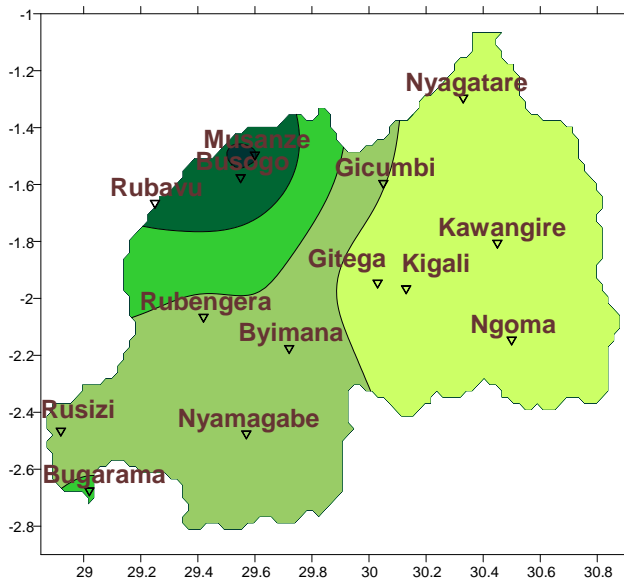 -1
Nyagatare
-1.2
-1.4
Musanze
Busogo
Gicumbi
-1.6
Rubavu
Kawangire
-1.8
Gitega
Kigali
-2
Rubengera
Ngoma
Byimana
-2.2
Rusizi
Nyamagabe
-2.4
Bugarama
-2.6
-2.8
29 29.2 29.4 29.6 29.8 30 30.2 30.4 30.6 30.8